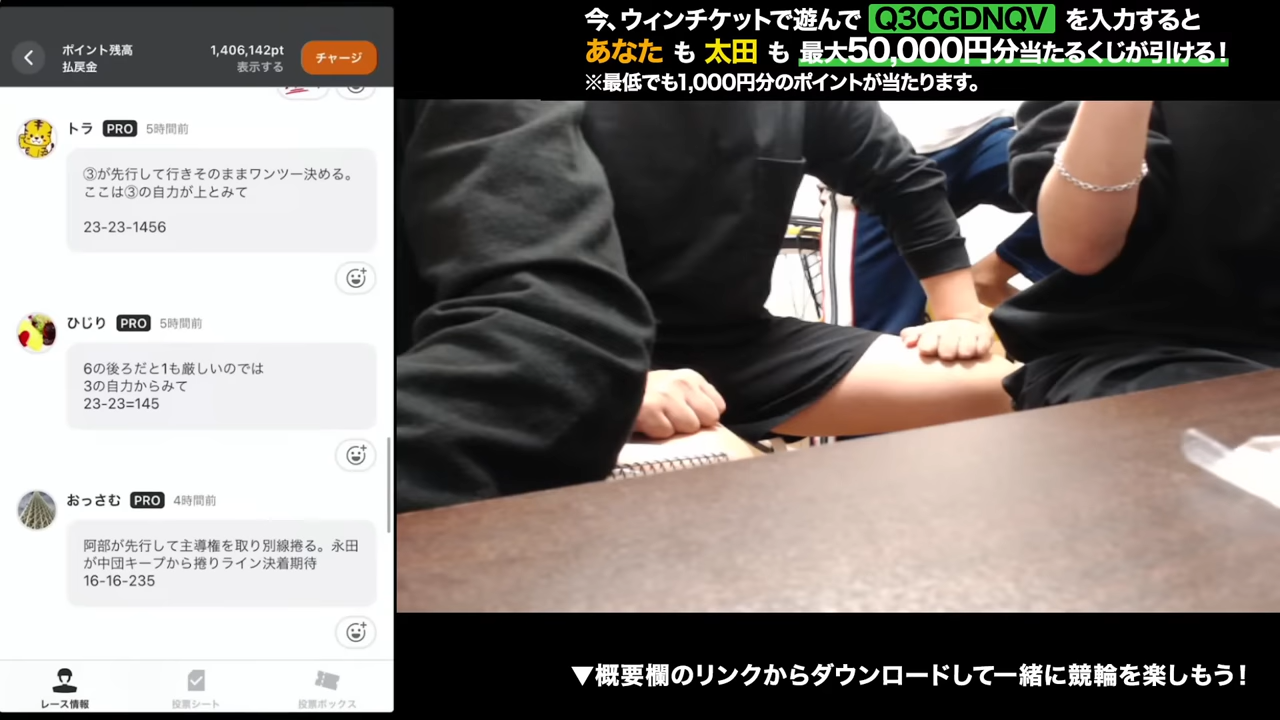 ポイント残高
払戻金
1,406,142pt
表示する
チャージ
トラ PRO 5時間前
③が先行して行きそのままワンツー決める。
ここは③の自力が上とみて
23-23-1456
ひじり PRO 5時間前
6の後ろだと1も厳しいのでは
3の自力からみて
23-23=145
おっさむ PRO 4時間前
阿部が先行して主導権を取り別線捲る。永田
が中団キープから捲りライン決着期待
16-16-235
レース情報
投票シート
投票ボックス
今、ウィンチケットで遊んで Q3CGDNQV を入力すると
あなた も 太田 も 最大50,000円分当たるくじが引ける！
※最低でも1,000円分のポイントが当たります。
▼概要欄のリンクからダウンロードして一緒に競輪を楽しもう！